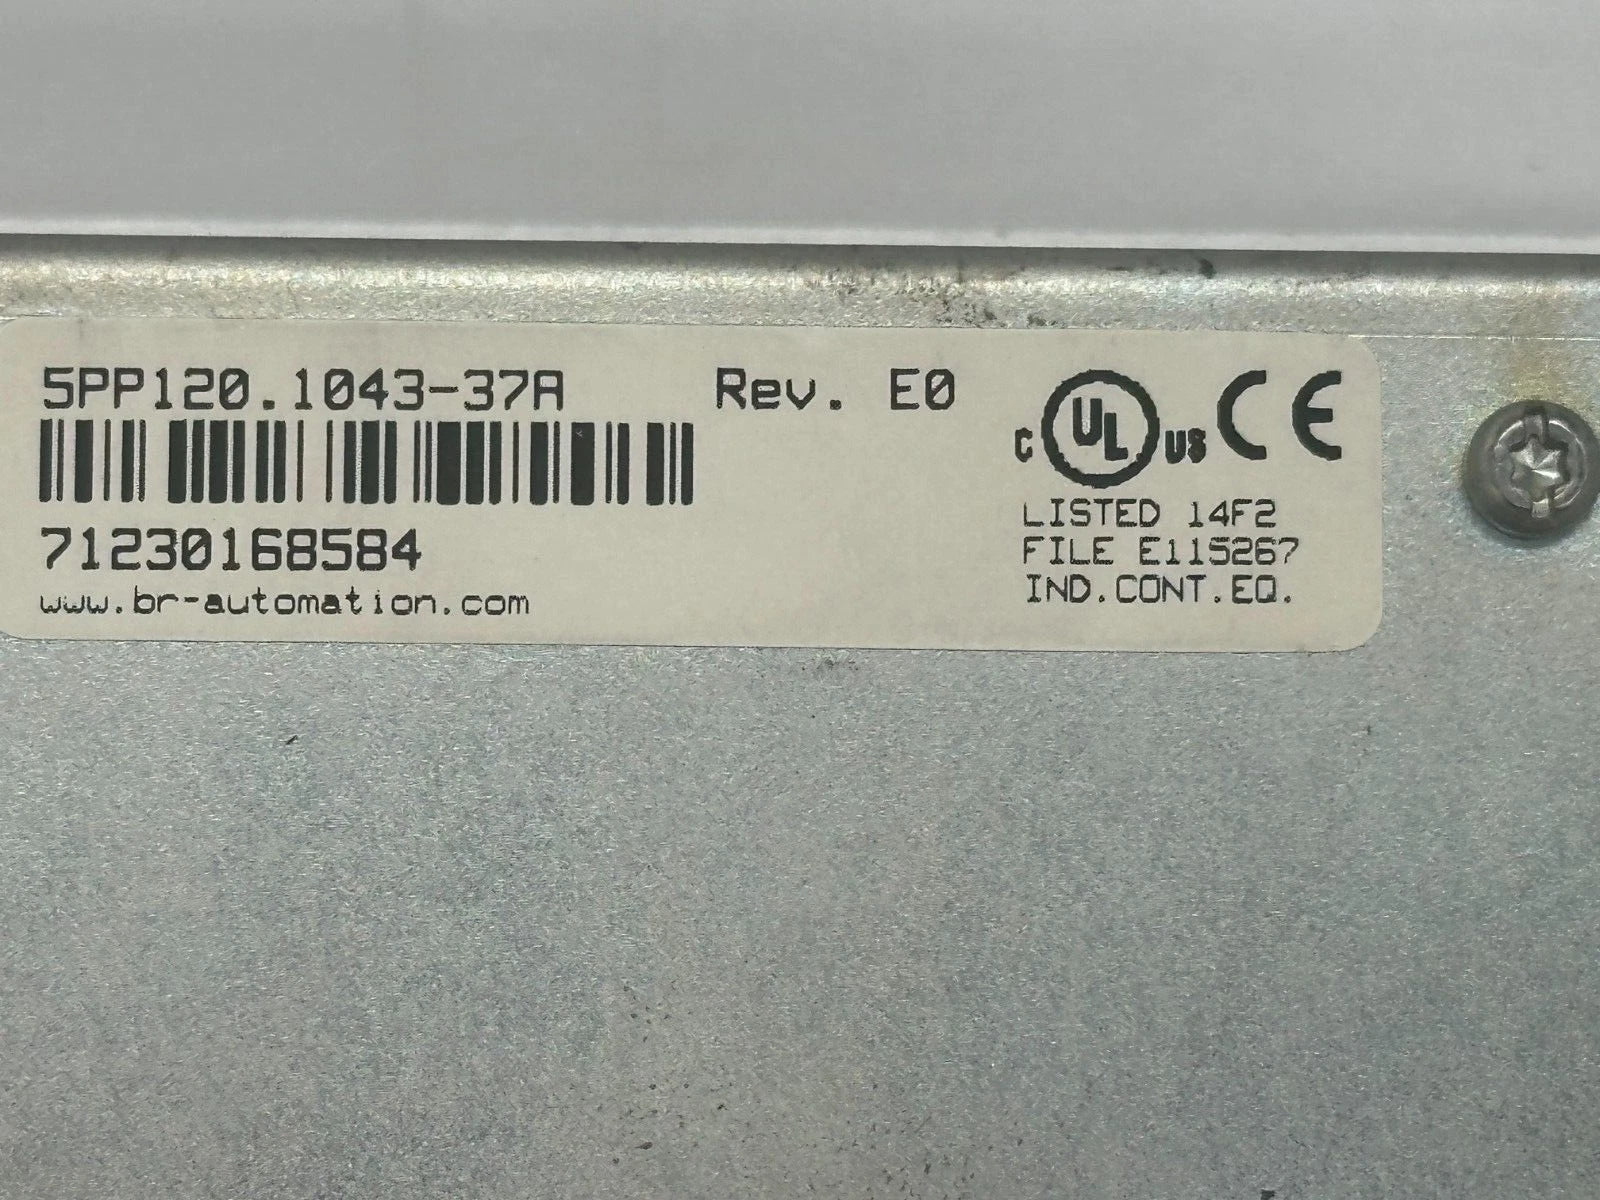 5PP120.1043-37A Rev. E0
71230168584
www.br-automation.com
C UL US CE
LISTED 14F2
FILE E115267
IND.CONT.EQ.